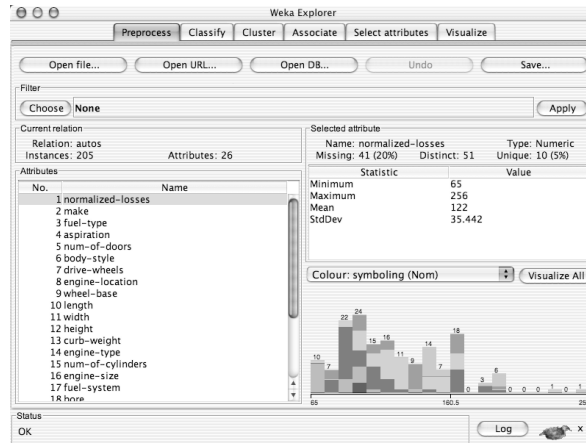 Weka Explorer
Preprocess Classify Cluster Associate Select attributes Visualize
Open file... Open URL... Open DB... Undo Save...
Filter
Choose None Apply
Current relation
Relation: autos
Instances: 205 Attributes: 26
Attributes
No. Name
1 normalized-losses
2 make
3 fuel-type
4 aspiration
5 num-of-doors
6 body-style
7 drive-wheels
8 engine-location
9 wheel-base
10 length
11 width
12 height
13 curb-weight
14 engine-type
15 num-of-cylinders
16 engine-size
17 fuel-system
18 bore
Selected attribute
Name: normalized-losses Type: Numeric
Missing: 41 (20%) Distinct: 51 Unique: 10 (5%)
Statistic Value
Minimum 65
Maximum 256
Mean 122
StdDev 35.442
Colour: symboling (Nom) Visualize All
10 7 22 24 15 16 11 9 14 7 18 0 3 6 0 0 0 1 0 1
65 160.5
Status
OK
Log x